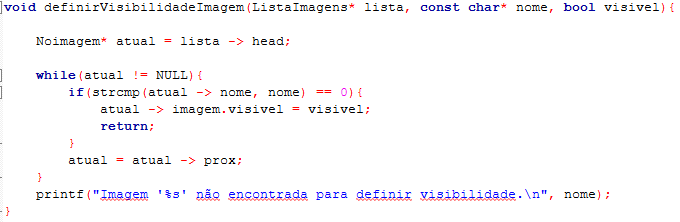 void definirVisibilidadeImagem(ListaImagens* lista, const char* nome, bool visivel){
Noimagem* atual = lista -> head;
while(atual != NULL){
if(strcmp(atual -> nome, nome) == 0){
atual -> imagem.visivel = visivel;
return;
}
atual = atual -> prox;
}
printf("Imagem '%s' não encontrada para definir visibilidade.\n", nome);
}